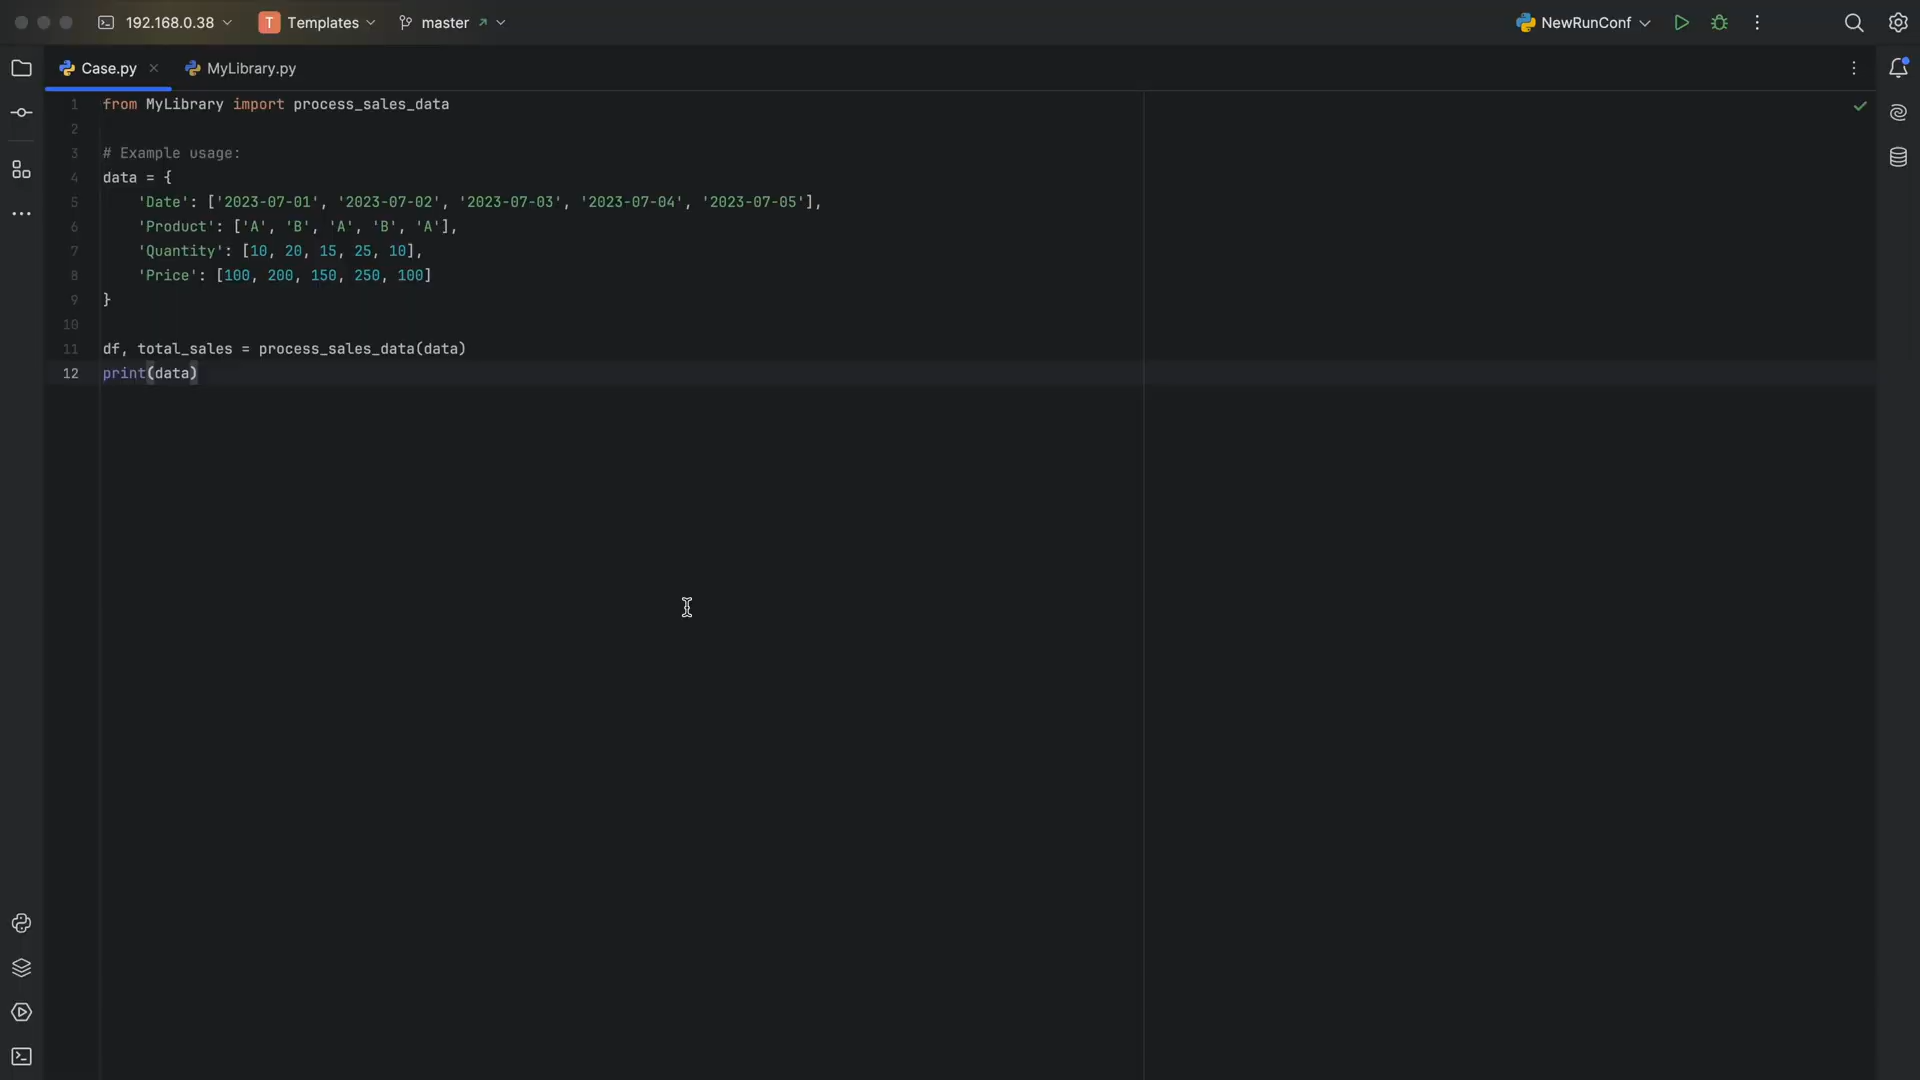 192.168.0.38
T Templates
master
NewRunConf
Case.py
MyLibrary.py
1 from MyLibrary import process_sales_data
2
3 # Example usage:
4 data = {
5 'Date': ['2023-07-01', '2023-07-02', '2023-07-03', '2023-07-04', '2023-07-05'],
6 'Product': ['A', 'B', 'A', 'B', 'A'],
7 'Quantity': [10, 20, 15, 25, 10],
8 'Price': [100, 200, 150, 250, 100]
9 }
10
11 df, total_sales = process_sales_data(data)
12 print(data)